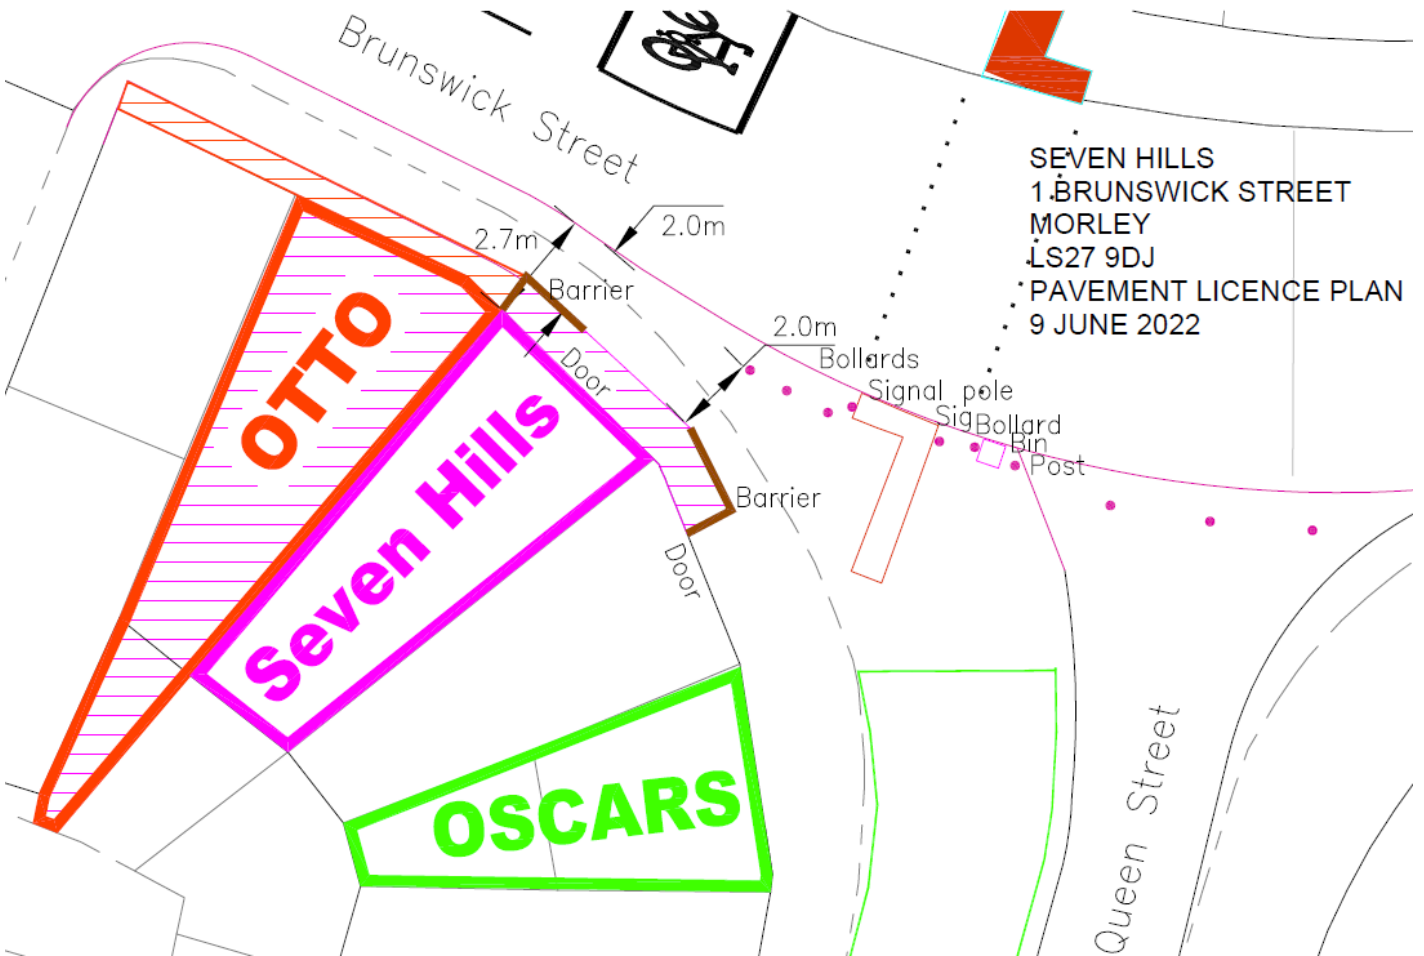 Brunswick Street
SEVEN HILLS
1 BRUNSWICK STREET
MORLEY
LS27 9DJ
PAVEMENT LICENCE PLAN
9 JUNE 2022
2.0m
2.7m
Barrier
2.0m
Door
Bollards
Signal pole
Sig
Bollard
Bin
Post
OTTO
Seven Hills
Barrier
Door
OSCARS
Queen Street